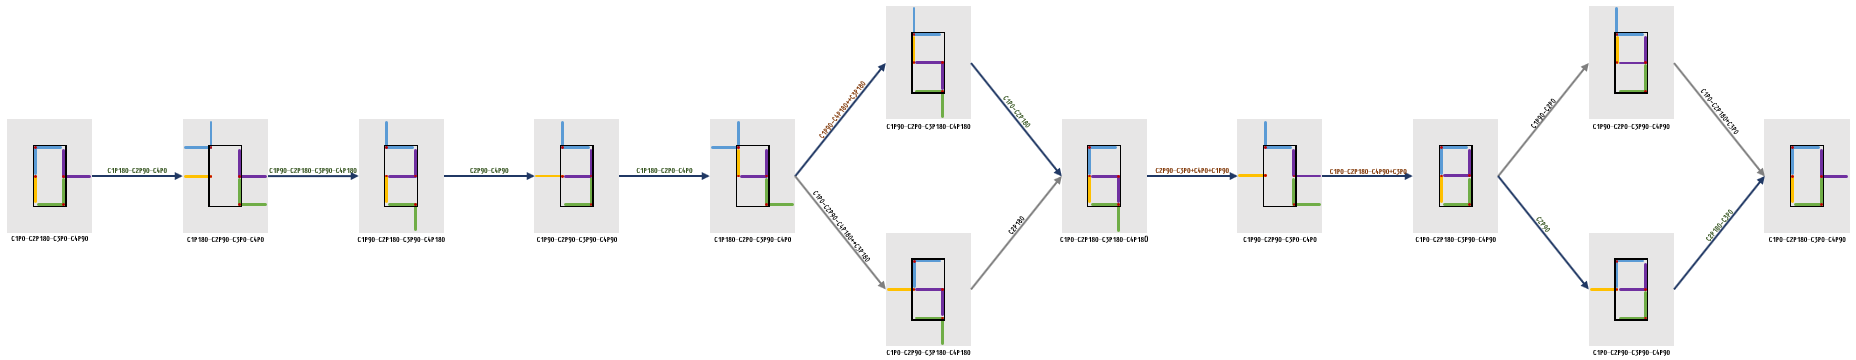 C1P0-C2P180-C3P0-C4P90
C1P180-C2P90-C4P0
C1P180-C2P90-C3P0-C4P0
C1P90-C2P180-C3P90-C4P180
C1P90-C2P180-C3P90-C4P180
C2P90-C4P90
C1P90-C2P90-C3P90-C4P90
C1P180-C2P0-C4P0
C1P180-C2P0-C3P90-C4P0
C1P90-C4P180++C3P180
C1P90-C2P0-C3P180-C4P180
C1P0-C2P180
C1P0-C2P90-C4P180++C3P180
C1P0-C2P90-C3P180-C4P180
C2P180
C1P0-C2P180-C3P180-C4P180
C2P90-C3P0+C4P0+C1P90
C1P90-C2P90-C3P0-C4P0
C1P0-C2P180-C4P90+C3P90
C1P0-C2P180-C3P90-C4P90
C1P90-C2P0
C1P90-C2P0-C3P90-C4P90
C1P0-C2P180+C3P0
C2P90
C1P0-C2P90-C3P90-C4P90
C2P180-C3P0
C1P0-C2P180-C3P0-C4P90